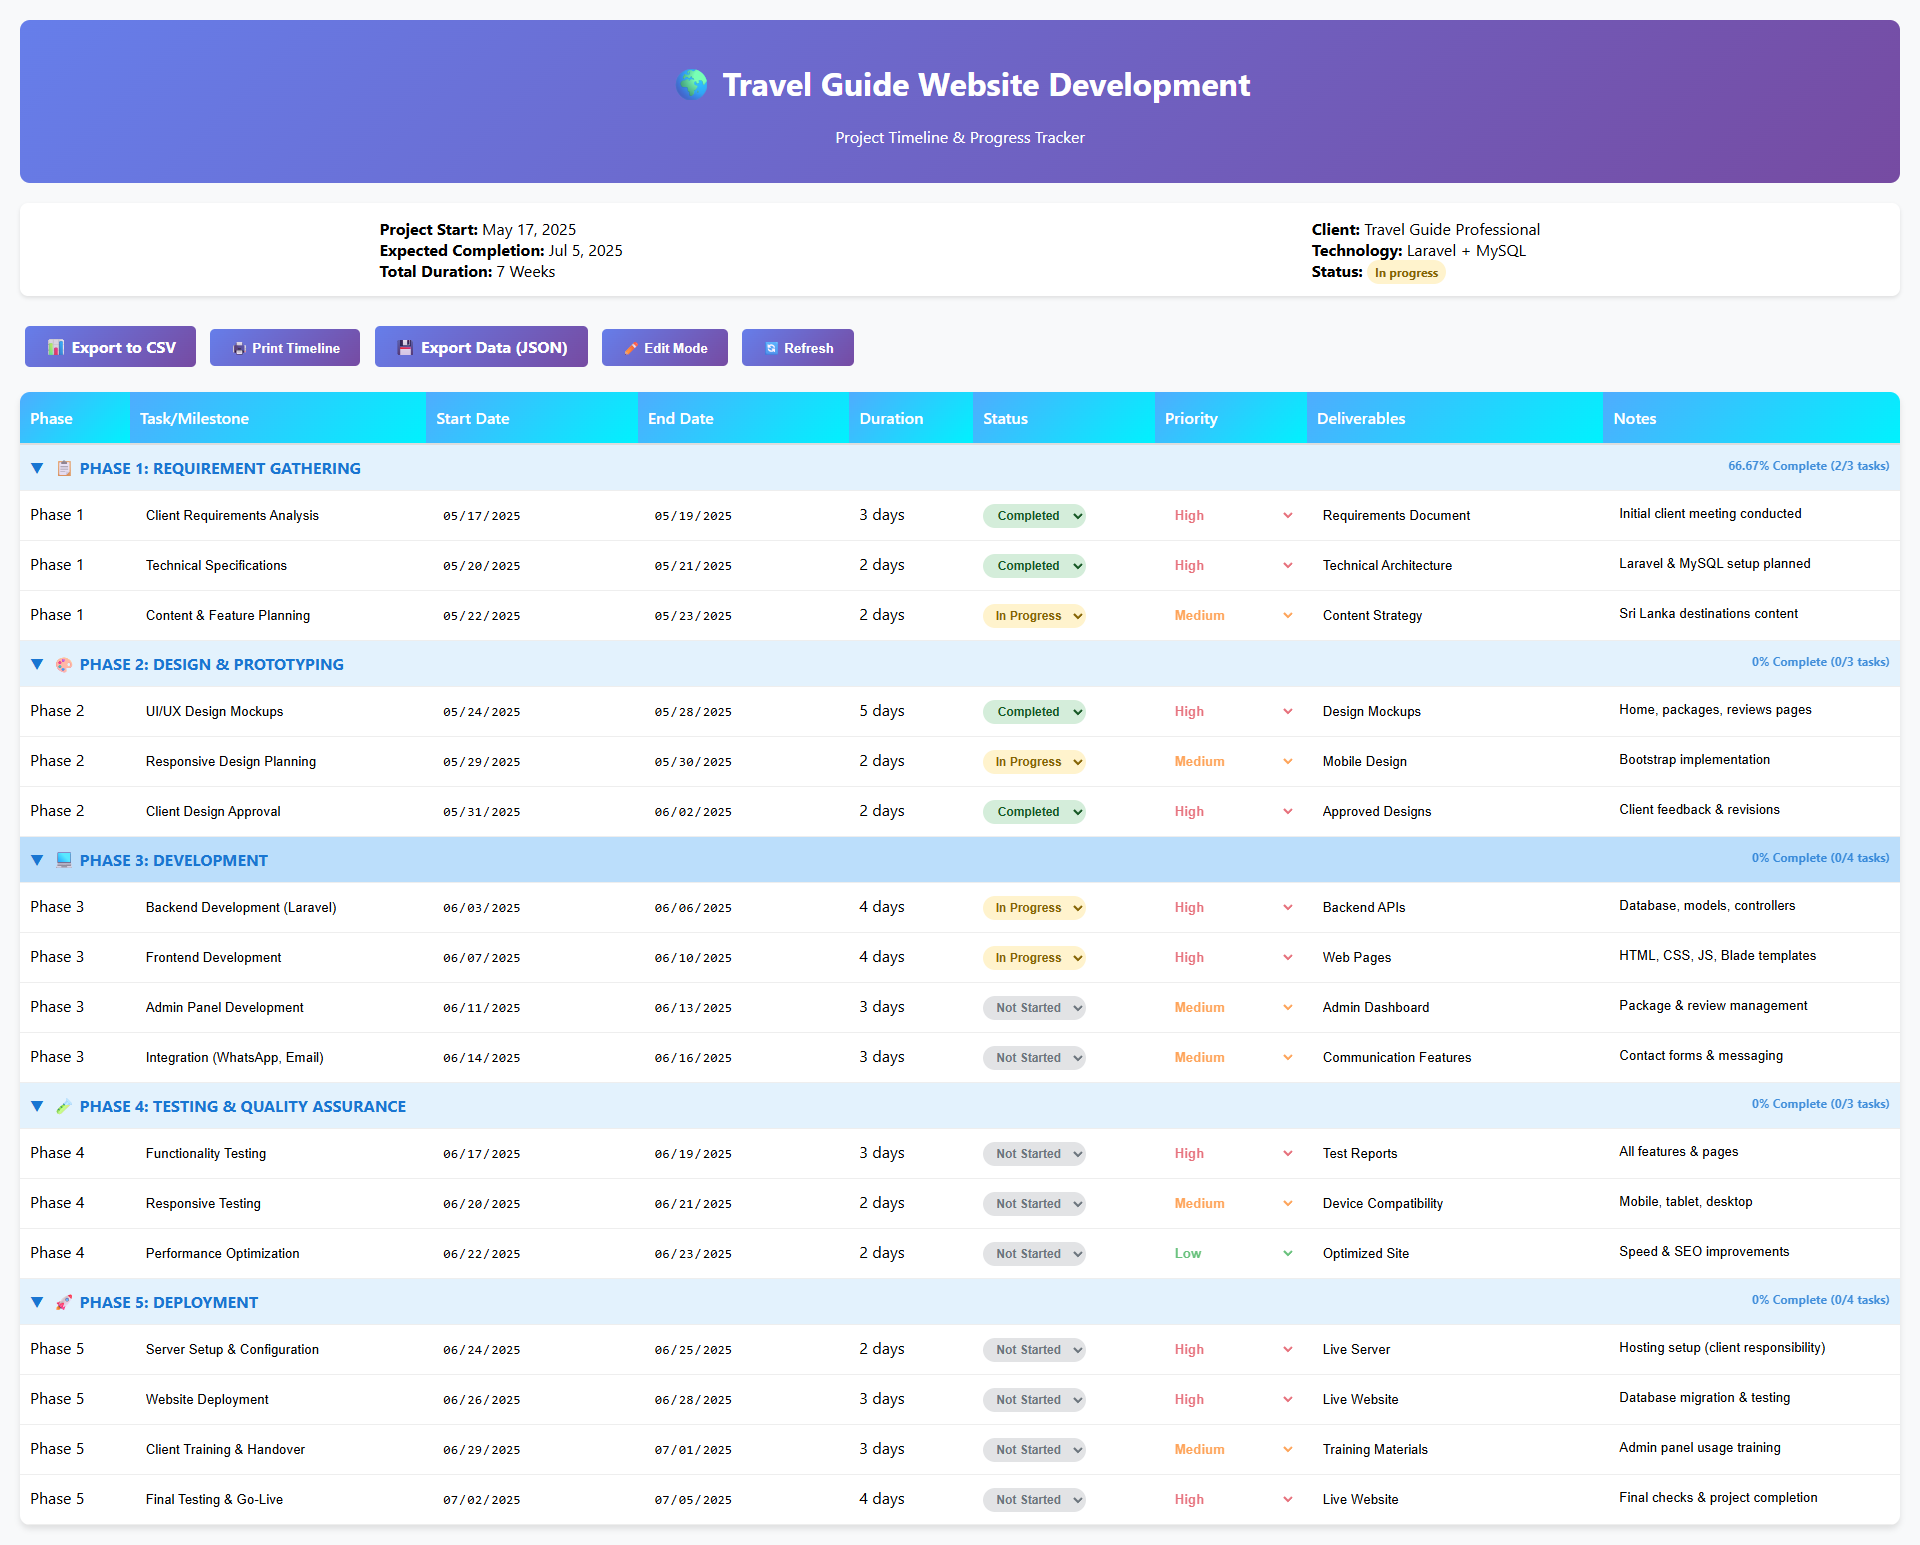 Travel Guide Website Development
Project Timeline & Progress Tracker
Project Start: May 17, 2025
Expected Completion: Jul 5, 2025
Total Duration: 7 Weeks
Client: Travel Guide Professional
Technology: Laravel + MySQL
Status: In progress
Export to CSV Print Timeline Export Data (JSON) Edit Mode Refresh
Phase Task/Milestone Start Date End Date Duration Status Priority Deliverables Notes
▼ PHASE 1: REQUIREMENT GATHERING 66.67% Complete (2/3 tasks)
Phase 1 Client Requirements Analysis 05/17/2025 05/19/2025 3 days Completed High Requirements Document Initial client meeting conducted
Phase 1 Technical Specifications 05/20/2025 05/21/2025 2 days Completed High Technical Architecture Laravel & MySQL setup planned
Phase 1 Content & Feature Planning 05/22/2025 05/23/2025 2 days In Progress Medium Content Strategy Sri Lanka destinations content
▼ PHASE 2: DESIGN & PROTOTYPING 0% Complete (0/3 tasks)
Phase 2 UI/UX Design Mockups 05/24/2025 05/28/2025 5 days Completed High Design Mockups Home, packages, reviews pages
Phase 2 Responsive Design Planning 05/29/2025 05/30/2025 2 days In Progress Medium Mobile Design Bootstrap implementation
Phase 2 Client Design Approval 05/31/2025 06/02/2025 2 days Completed High Approved Designs Client feedback & revisions
▼ PHASE 3: DEVELOPMENT 0% Complete (0/4 tasks)
Phase 3 Backend Development (Laravel) 06/03/2025 06/06/2025 4 days In Progress High Backend APIs Database, models, controllers
Phase 3 Frontend Development 06/07/2025 06/10/2025 4 days In Progress High Web Pages HTML, CSS, JS, Blade templates
Phase 3 Admin Panel Development 06/11/2025 06/13/2025 3 days Not Started Medium Admin Dashboard Package & review management
Phase 3 Integration (WhatsApp, Email) 06/14/2025 06/16/2025 3 days Not Started Medium Communication Features Contact forms & messaging
▼ PHASE 4: TESTING & QUALITY ASSURANCE 0% Complete (0/3 tasks)
Phase 4 Functionality Testing 06/17/2025 06/19/2025 3 days Not Started High Test Reports All features & pages
Phase 4 Responsive Testing 06/20/2025 06/21/2025 2 days Not Started Medium Device Compatibility Mobile, tablet, desktop
Phase 4 Performance Optimization 06/22/2025 06/23/2025 2 days Not Started Low Optimized Site Speed & SEO improvements
▼ PHASE 5: DEPLOYMENT 0% Complete (0/4 tasks)
Phase 5 Server Setup & Configuration 06/24/2025 06/25/2025 2 days Not Started High Live Server Hosting setup (client responsibility)
Phase 5 Website Deployment 06/26/2025 06/28/2025 3 days Not Started High Live Website Database migration & testing
Phase 5 Client Training & Handover 06/29/2025 07/01/2025 3 days Not Started Medium Training Materials Admin panel usage training
Phase 5 Final Testing & Go-Live 07/02/2025 07/05/2025 4 days Not Started High Live Website Final checks & project completion